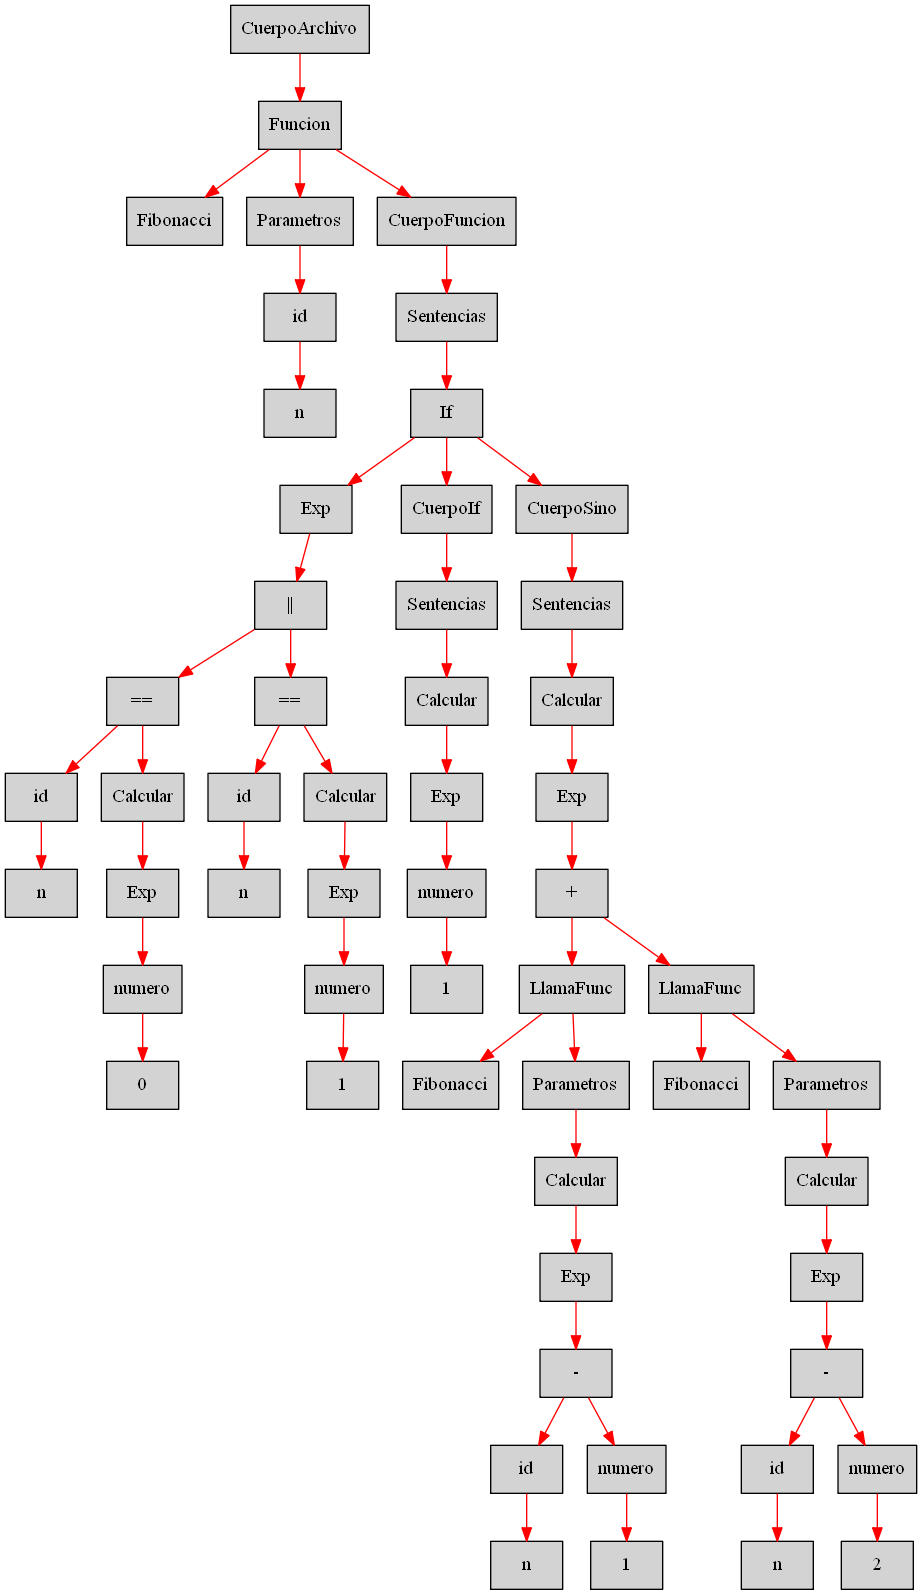 CuerpoArchivo
Funcion
Fibonacci Parametros CuerpoFuncion
id Sentencias
n If
Exp CuerpoIf CuerpoSino
|| Sentencias Sentencias
== == Calcular Calcular
id Calcular id Calcular Exp Exp
n Exp n Exp numero +
numero numero 1 LlamaFunc LlamaFunc
0 1 Fibonacci Parametros Fibonacci Parametros
Calcular Calcular
Exp Exp
- -
id numero id numero
n 1 n 2